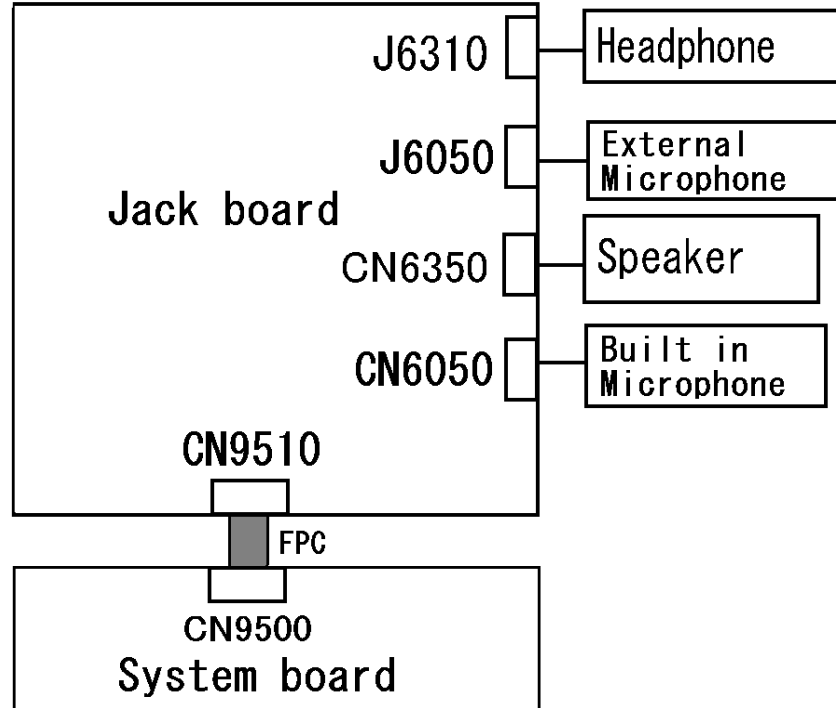 J6310
Headphone
J6050
External
Microphone
Jack board
CN6350
Speaker
CN6050
Built in
Microphone
CN9510
FPC
CN9500
System board